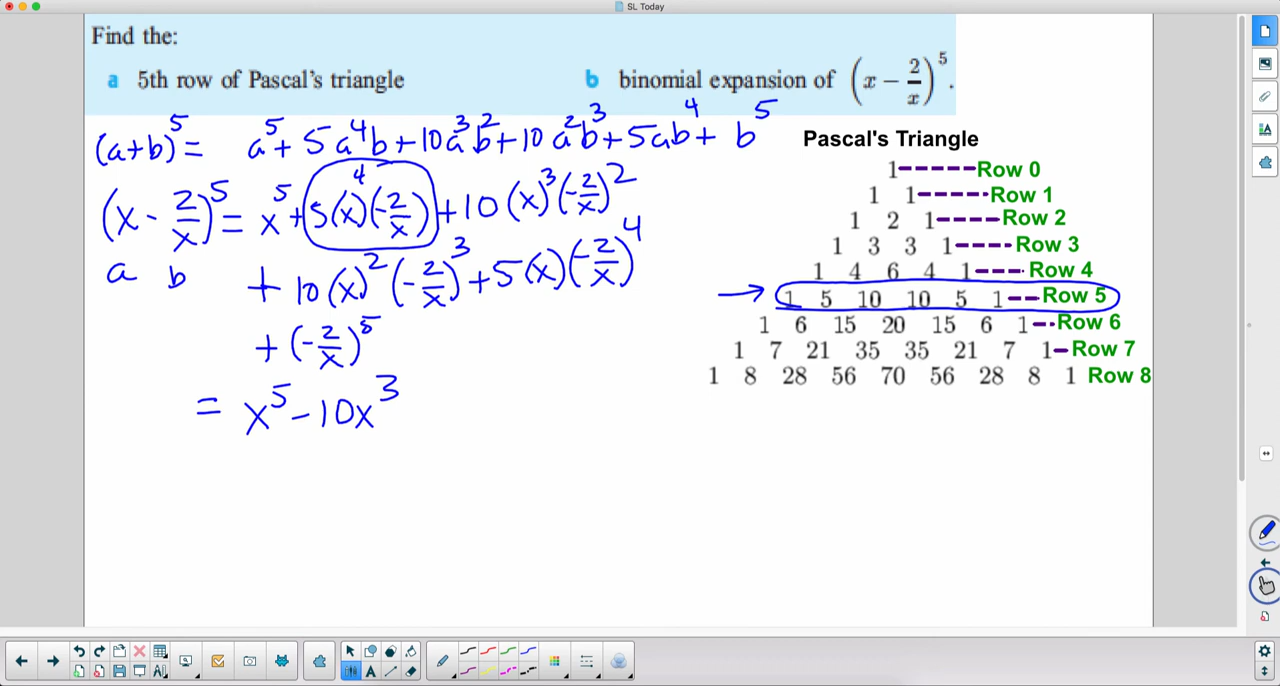 SL Today
Find the:
a 5th row of Pascal's triangle
b binomial expansion of (x − 2/x)^5.
(a+b)^5 = a^5 + 5a^4b + 10a^3b^2 + 10a^2b^3 + 5ab^4 + b^5
(x - 2/x)^5 = x^5 + 5(x)^4(-2/x) + 10(x)^3(-2/x)^2
a b
+ 10(x)^2(-2/x)^3 + 5(x)(-2/x)^4
+ (-2/x)^5
= x^5 - 10x^3
Pascal's Triangle
1-----Row 0
1 1-----Row 1
1 2 1----Row 2
1 3 3 1----Row 3
1 4 6 4 1---Row 4
1 5 10 10 5 1--Row 5
1 6 15 20 15 6 1--Row 6
1 7 21 35 35 21 7 1-Row 7
1 8 28 56 70 56 28 8 1 Row 8